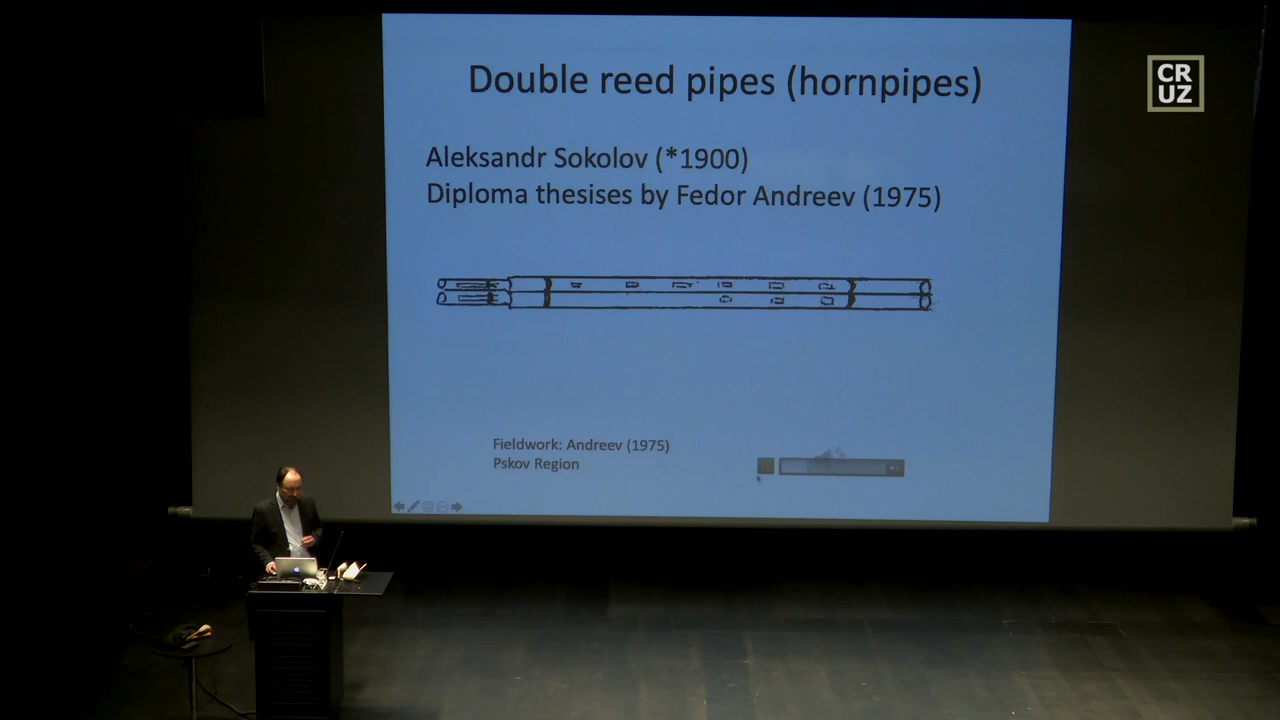 Double reed pipes (hornpipes)
CR
UZ
Aleksandr Sokolov (*1900)
Diploma thesises by Fedor Andreev (1975)
Fieldwork: Andreev (1975)
Pskov Region